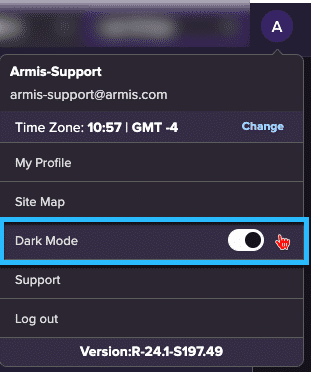 A
Armis-Support
armis-support@armis.com
Time Zone: 10:57 | GMT -4 Change
My Profile
Site Map
Dark Mode
Support
Log out
Version:R-24.1-S197.49